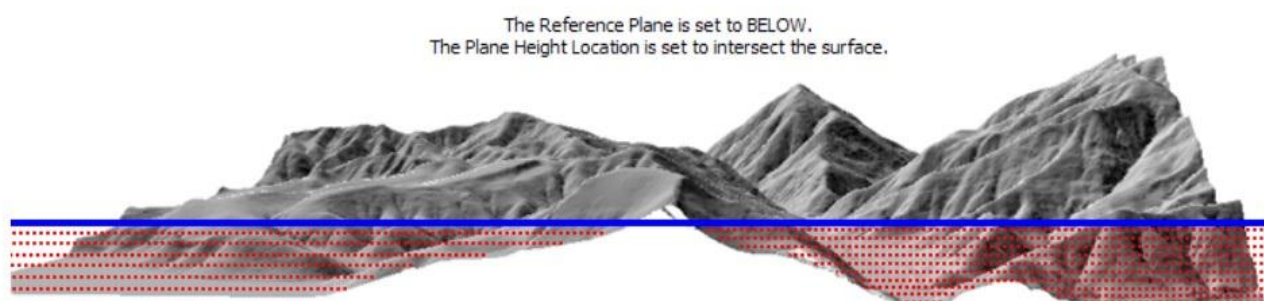 The Reference Plane is set to BELOW.
The Plane Height Location is set to intersect the surface.